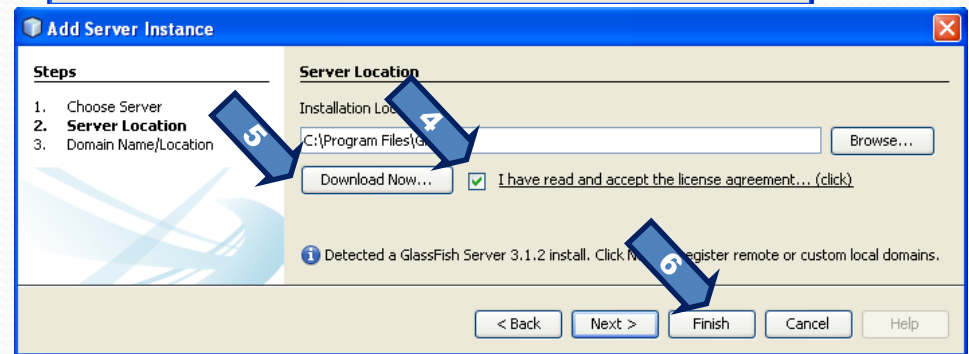 Add Server Instance
Steps
1. Choose Server
2. Server Location
3. Domain Name/Location
Server Location
Installation
C:\Program Files\
Browse...
Download Now...
I have read and accept the license agreement... (click)
Detected a GlassFish Server 3.1.2 install. Click register remote or custom local domains.
< Back Next > Finish Cancel Help
4
5
6